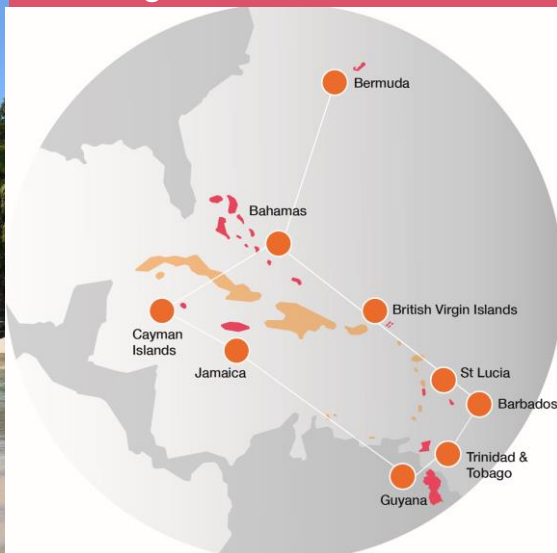 Bermuda
Bahamas
British Virgin Islands
Cayman
Islands
Jamaica
St Lucia
Barbados
Trinidad &
Tobago
Guyana